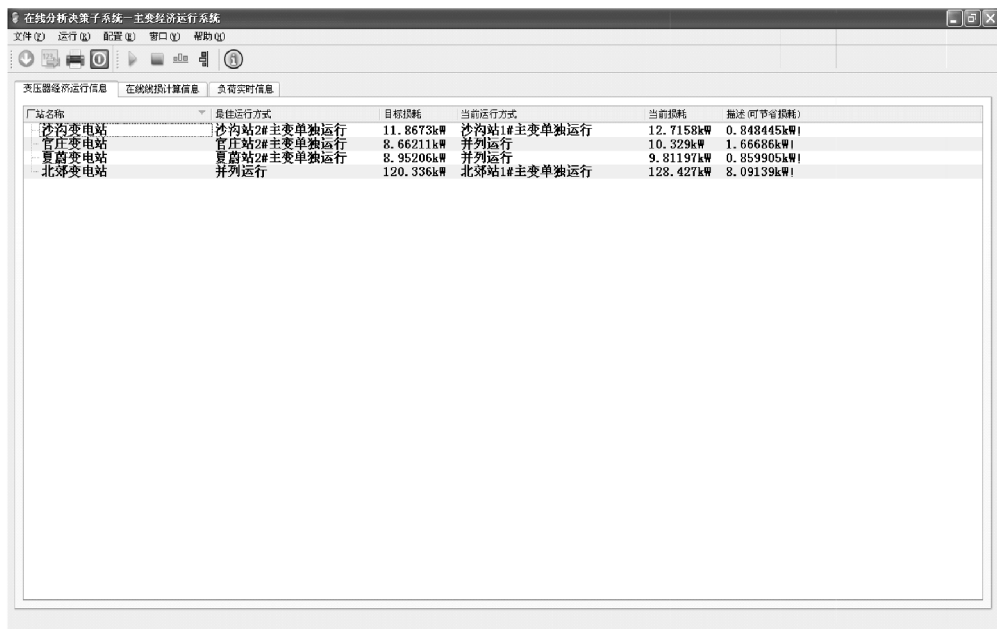 在线分析决策子系统—主变经济运行系统
文件(F) 运行(R) 配置(E) 窗口(V) 帮助(H)
变压器经济运行信息 在线线损计算信息 负荷实时信息
厂站名称 最佳运行方式 目标损耗 当前运行方式 当前损耗 描述(可节省损耗)
沙沟变电站 沙沟站2#主变单独运行 11.8673kW 沙沟站1#主变单独运行 12.7158kW 0.848445kW!
官庄变电站 官庄站2#主变单独运行 8.66211kW 并列运行 10.329kW 1.66686kW!
夏蔚变电站 夏蔚站2#主变单独运行 8.95206kW 并列运行 9.81197kW 0.859905kW!
北郊变电站 并列运行 120.336kW 北郊站1#主变单独运行 128.427kW 8.09139kW!